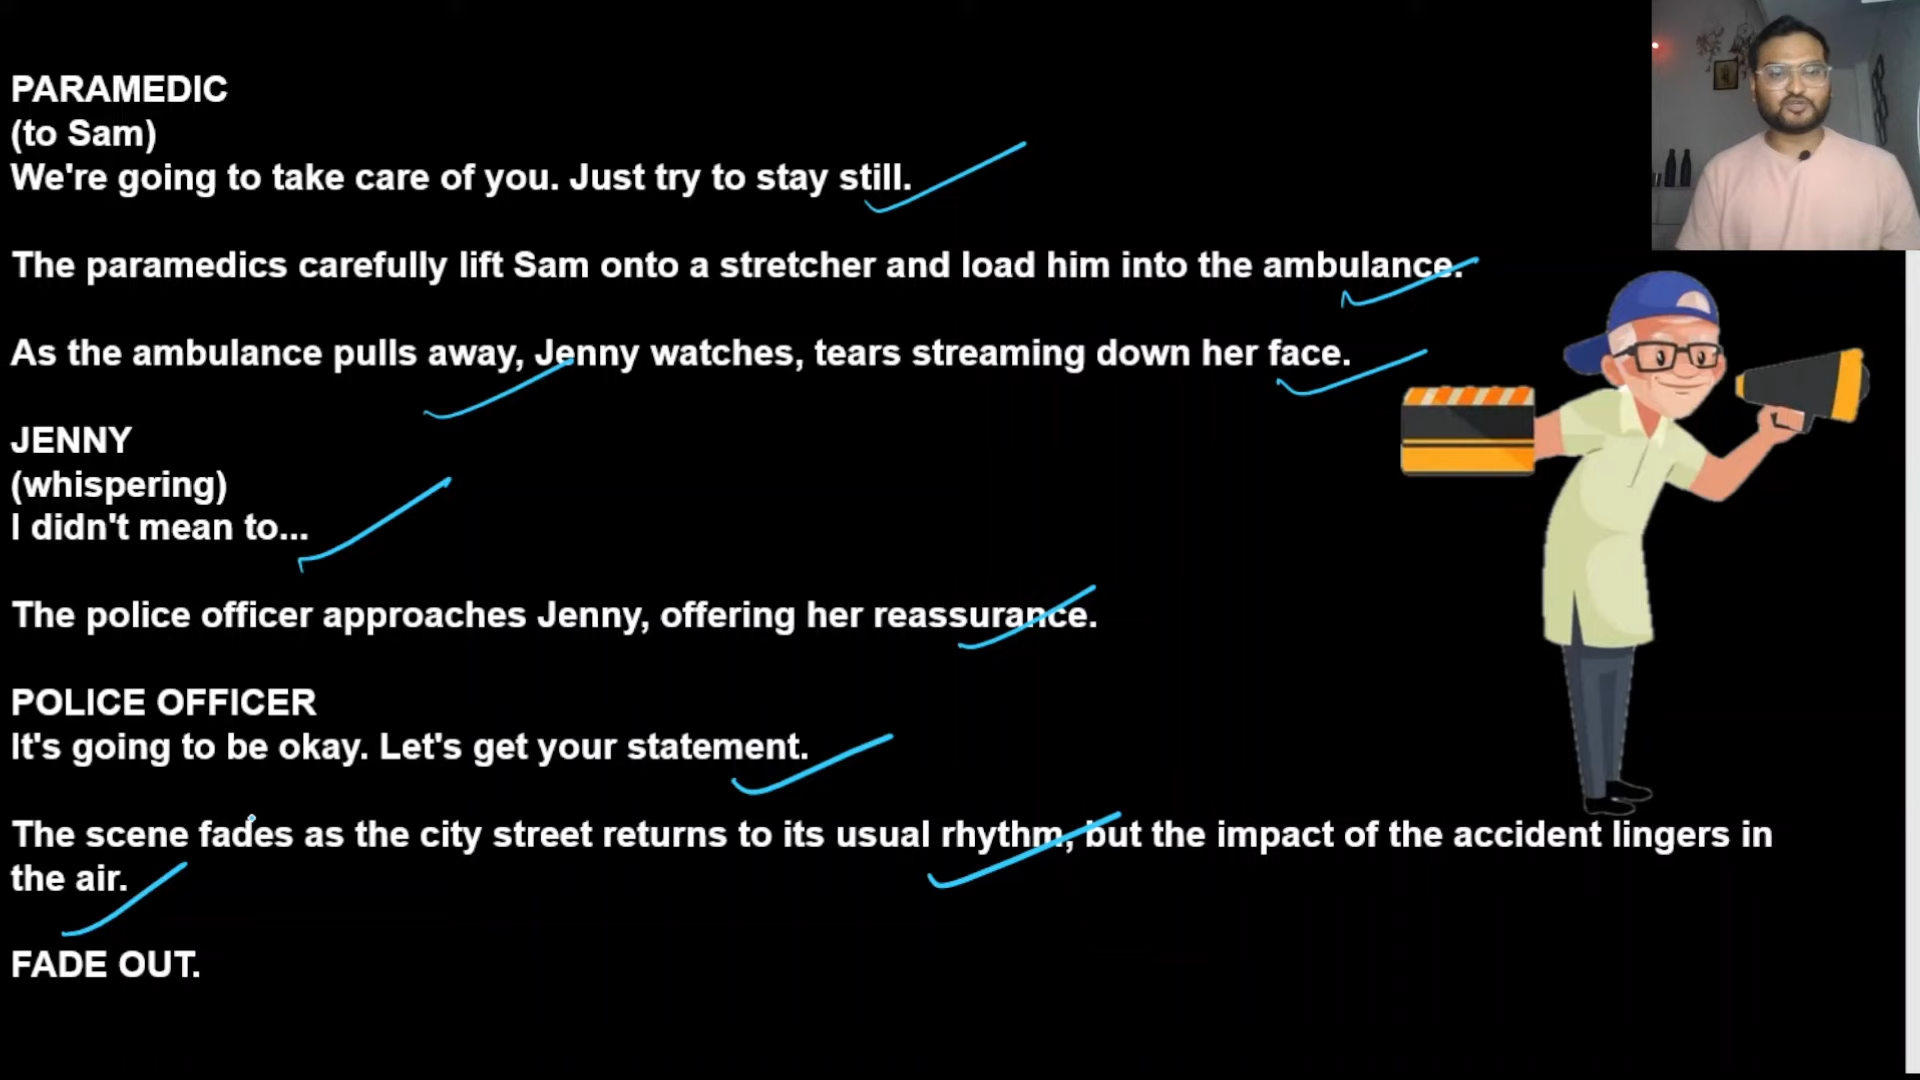 PARAMEDIC
(to Sam)
We're going to take care of you. Just try to stay still.
The paramedics carefully lift Sam onto a stretcher and load him into the ambulance.
As the ambulance pulls away, Jenny watches, tears streaming down her face.
JENNY
(whispering)
I didn't mean to...
The police officer approaches Jenny, offering her reassurance.
POLICE OFFICER
It's going to be okay. Let's get your statement.
The scene fades as the city street returns to its usual rhythm, but the impact of the accident lingers in
the air.
FADE OUT.